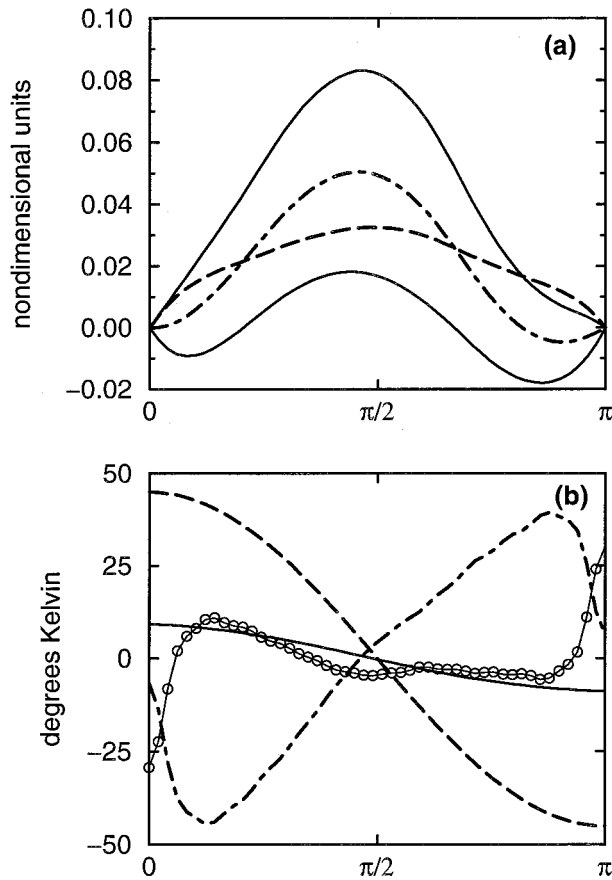 0.10
(a)
0.08
0.06
0.04
0.02
0.00
−0.02
nondimensional units
0
π/2
π
50
(b)
25
0
−25
−50
degrees Kelvin
0
π/2
π